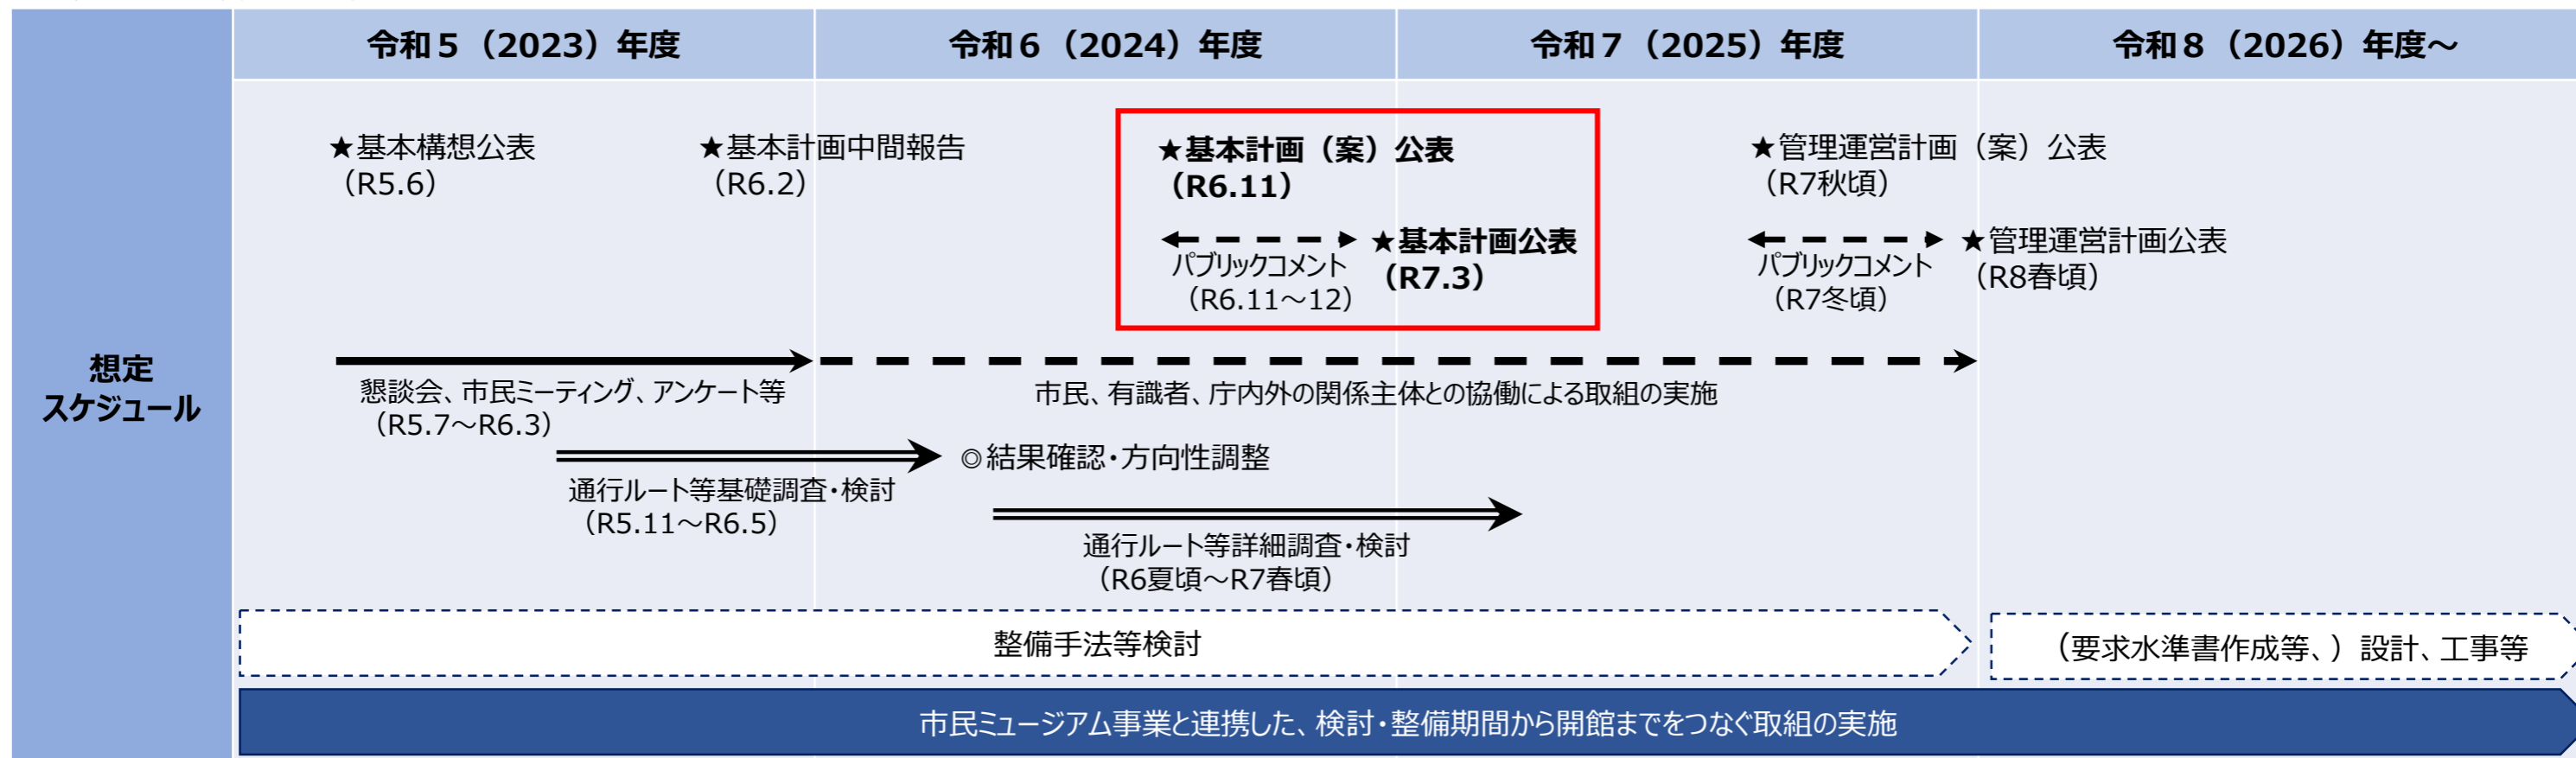 令和5（2023）年度
令和6（2024）年度
令和7（2025）年度
令和8（2026）年度～
想定
スケジュール
★基本構想公表
（R5.6）
★基本計画中間報告
（R6.2）
★基本計画（案）公表
（R6.11）
パブリックコメント
（R6.11～12）
★基本計画公表
（R7.3）
★管理運営計画（案）公表
（R7秋頃）
パブリックコメント
（R7冬頃）
★管理運営計画公表
（R8春頃）
懇談会、市民ミーティング、アンケート等
（R5.7～R6.3）
市民、有識者、庁内外の関係主体との協働による取組の実施
通行ルート等基礎調査・検討
（R5.11～R6.5）
◎結果確認・方向性調整
通行ルート等詳細調査・検討
（R6夏頃～R7春頃）
整備手法等検討
（要求水準書作成等、）設計、工事等
市民ミュージアム事業と連携した、検討・整備期間から開館までをつなぐ取組の実施